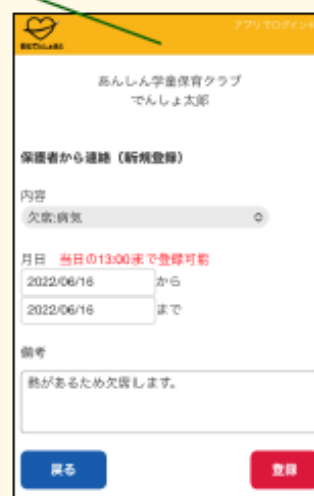 アプリでログイン
あんしん学童保育クラブ
でんしょ太郎
保護者から連絡（新規登録）
内容
欠席:病気
月日 当日の13:00まで登録可能
2022/06/16 から
2022/06/16 まで
備考
熱があるため欠席します。
戻る 登録